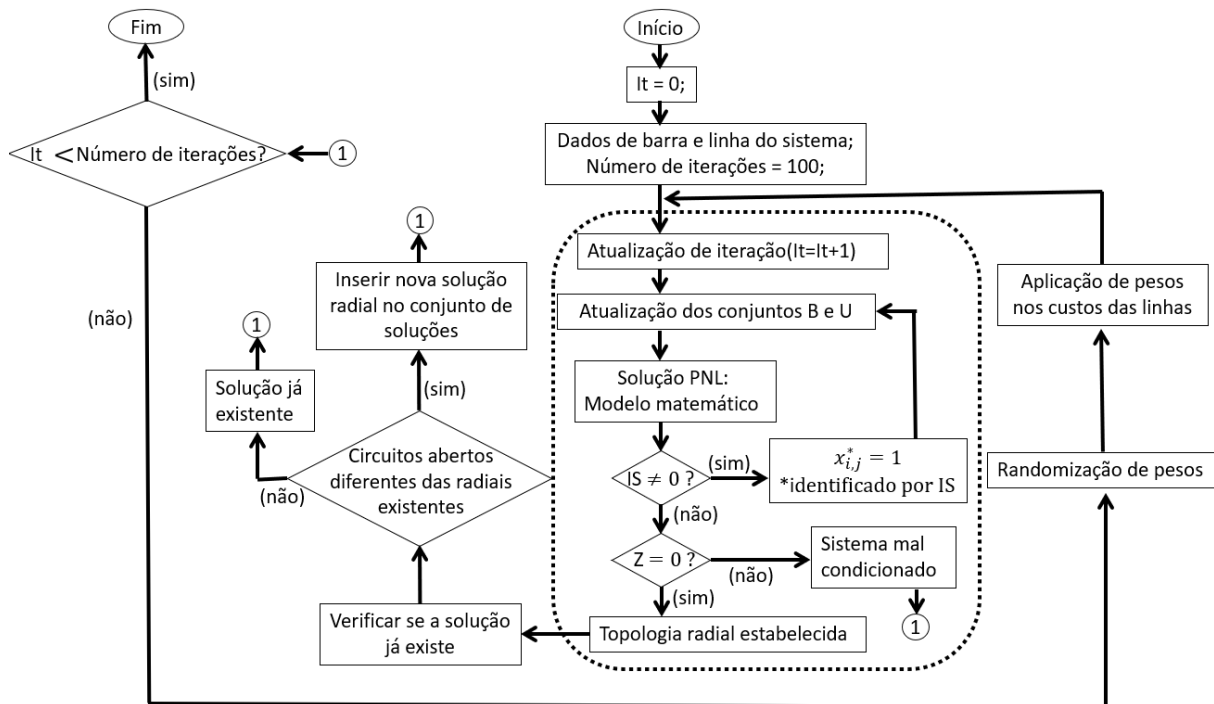 Fim
Início
(sim)
It = 0;
It < Número de iterações?
1
Dados de barra e linha do sistema;
Número de iterações = 100;
1
Atualização de iteração(It=It+1)
Inserir nova solução
radial no conjunto de
soluções
Aplicação de pesos
nos custos das linhas
(não)
1
Atualização dos conjuntos B e U
Solução já
existente
(sim)
Solução PNL:
Modelo matemático
Circuitos abertos
diferentes das radiais
existentes
(não)
IS ≠ 0 ?
(sim)
x*i,j = 1
*identificado por IS
Randomização de pesos
(não)
Z = 0 ?
(não)
Sistema mal
condicionado
(sim)
Verificar se a solução
já existe
Topologia radial estabelecida
1